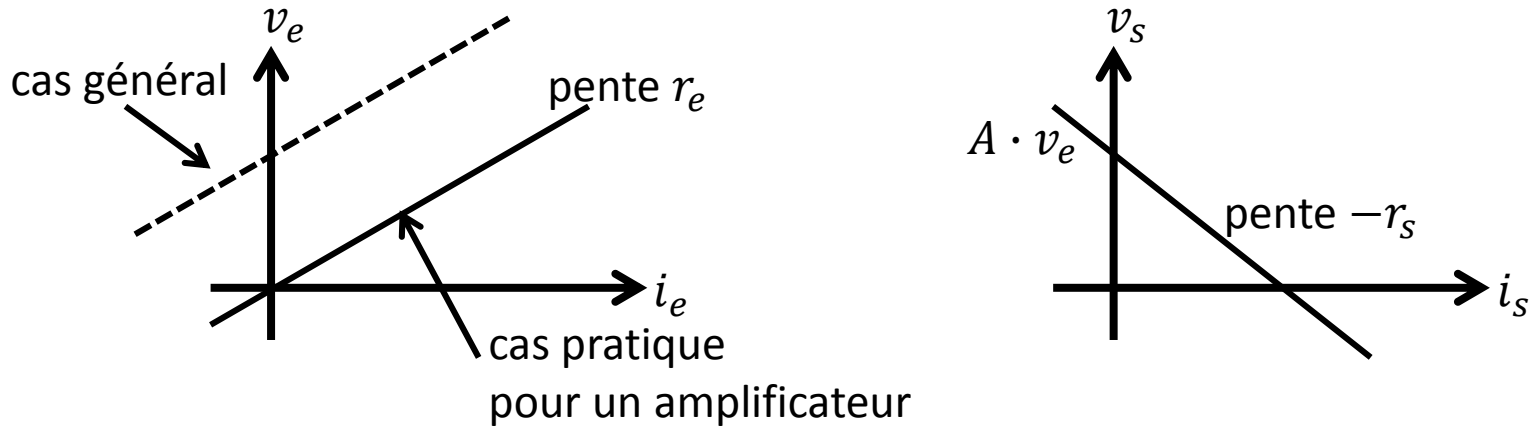 v_e
cas général
pente r_e
i_e
cas pratique
pour un amplificateur
v_s
A · v_e
pente −r_s
i_s